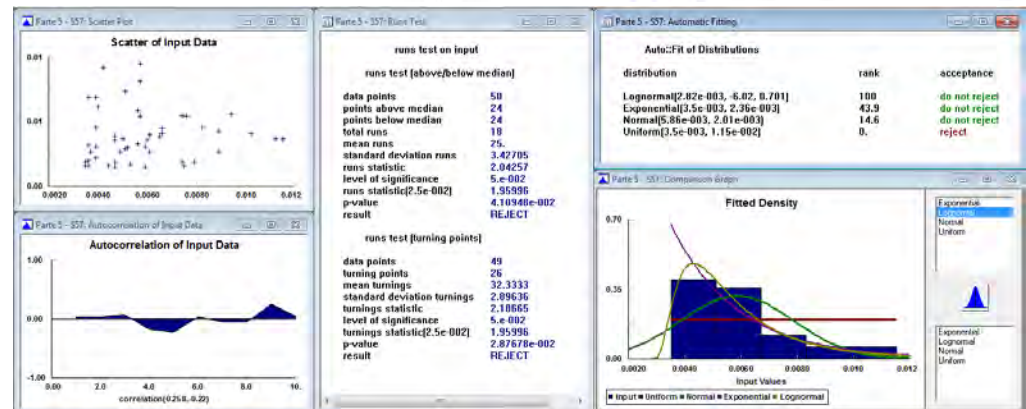 Parte 5 - S57: Scatter Plot
Scatter of Input Data
0.01
0.01
0.00
0.0020 0.0040 0.0060 0.0080 0.0100 0.012
Parte 5 - S57: Autocorrelation of Input Data
Autocorrelation of Input Data
1.00
0.00
-1.00
0.00 2.0 4.0 6.0 8.0 10.
correlation(0.258, -0.22)
Parte 5 - S57: Runs Test
runs test on input
runs test (above/below median)
data points 50
points above median 24
points below median 24
total runs 18
mean runs 25.
standard deviation runs 3.42705
runs statistic 2.04257
level of significance 5.e-002
runs statistic(2.5e-002) 1.95996
p-value 4.10948e-002
result REJECT
runs test (turning points)
data points 49
turning points 26
mean turnings 32.3333
standard deviation turnings 2.89636
turnings statistic 2.18665
level of significance 5.e-002
turnings statistic(2.5e-002) 1.95996
p-value 2.87678e-002
result REJECT
Parte 5 - S57: Automatic Fitting
Auto::Fit of Distributions
distribution rank acceptance
Lognormal(2.82e-003, -6.02, 0.701) 100 do not reject
Exponential(3.5e-003, 2.36e-003) 43.9 do not reject
Normal(5.86e-003, 2.01e-003) 14.6 do not reject
Uniform(3.5e-003, 1.15e-002) 0. reject
Parte 5 - S57: Comparison Graph
Fitted Density
0.70
0.35
0.00
0.0020 0.0040 0.0060 0.0080 0.0100 0.012
Input Values
Input Uniform Normal Exponential Lognormal
Exponential
Lognormal
Normal
Uniform
Exponential
Lognormal
Normal
Uniform